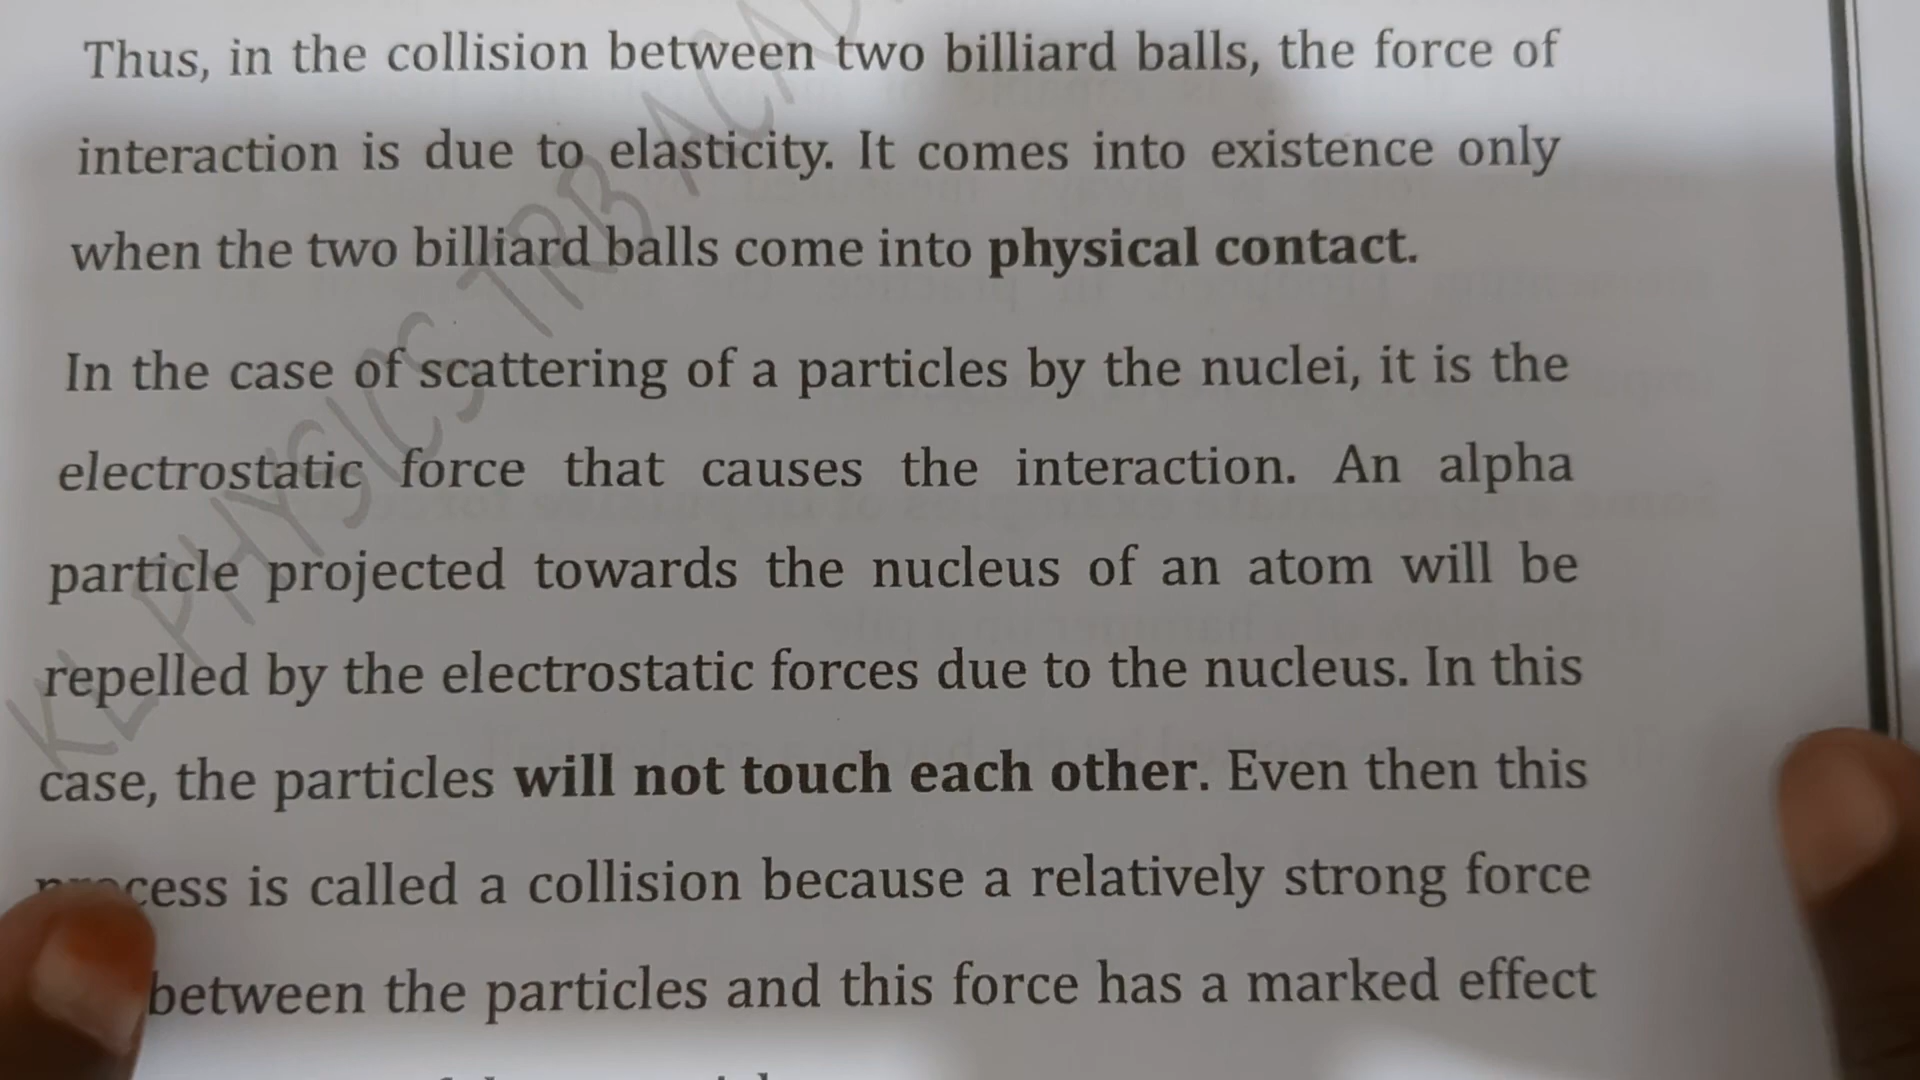 Thus, in the collision between two billiard balls, the force of
interaction is due to elasticity. It comes into existence only
when the two billiard balls come into physical contact.
In the case of scattering of a particles by the nuclei, it is the
electrostatic force that causes the interaction. An alpha
particle projected towards the nucleus of an atom will be
repelled by the electrostatic forces due to the nucleus. In this
case, the particles will not touch each other. Even then this
process is called a collision because a relatively strong force
between the particles and this force has a marked effect
KL PHYSICS TRB ACAD